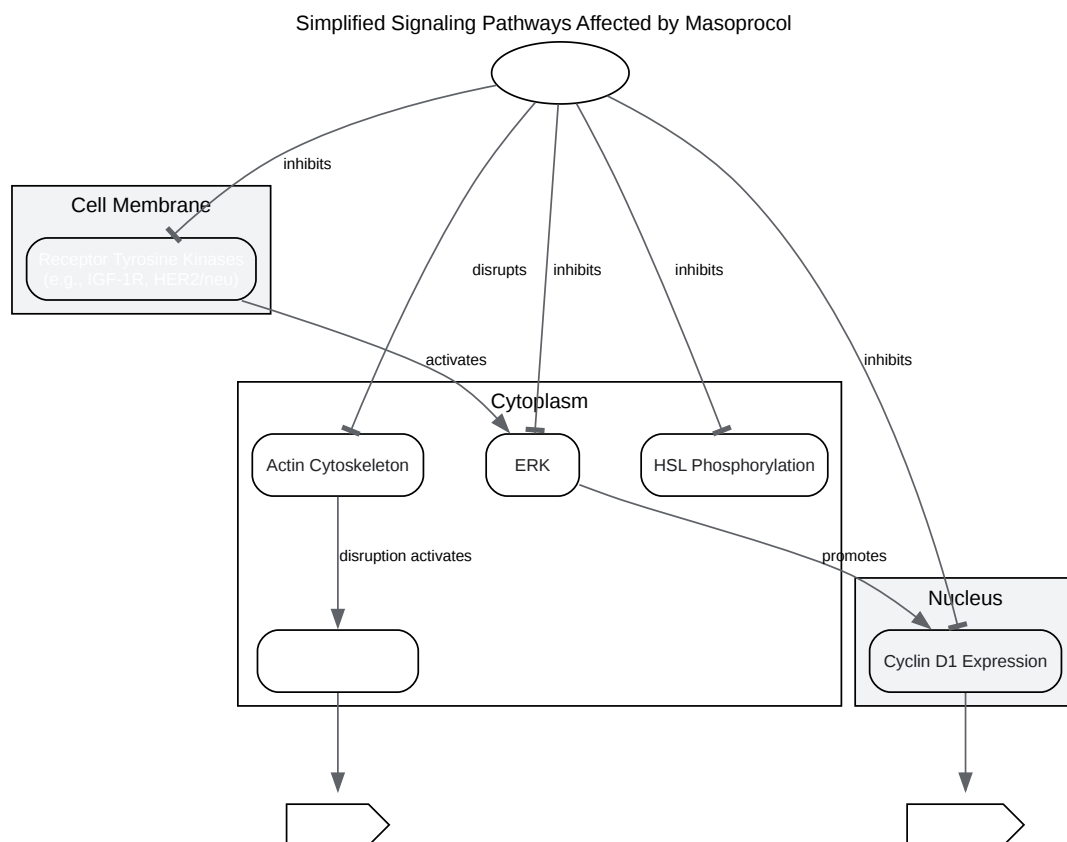 Simplified Signaling Pathways Affected by Masoprocol
inhibits
Cell Membrane
Receptor Tyrosine Kinases
(e.g., IGF-1R, HER2/neu)
disrupts
inhibits
inhibits
activates
inhibits
Cytoplasm
Actin Cytoskeleton
ERK
HSL Phosphorylation
disruption activates
promotes
Nucleus
Cyclin D1 Expression